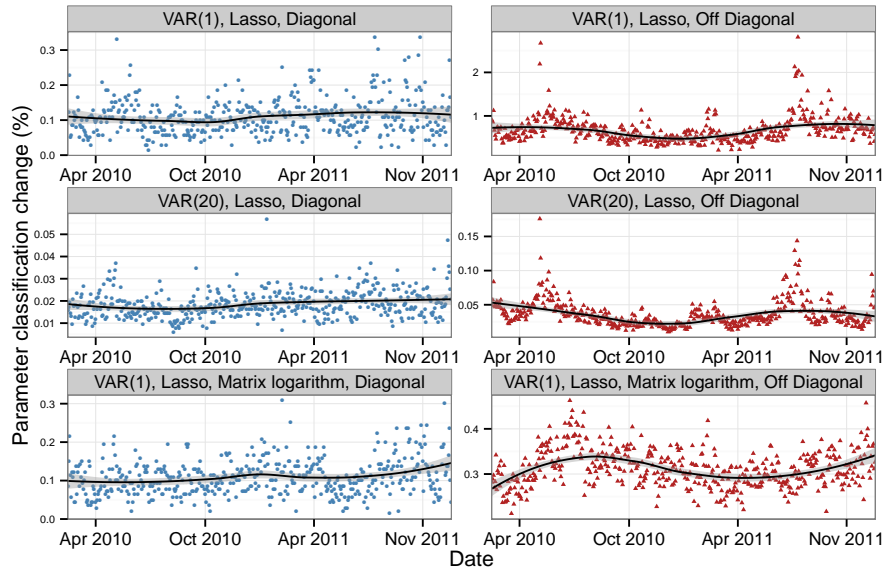 VAR(1), Lasso, Diagonal
VAR(1), Lasso, Off Diagonal
0.3
0.2
0.1
0.0
2
1
Apr 2010 Oct 2010 Apr 2011 Nov 2011
Apr 2010 Oct 2010 Apr 2011 Nov 2011
VAR(20), Lasso, Diagonal
VAR(20), Lasso, Off Diagonal
0.05
0.04
0.03
0.02
0.01
0.15
0.10
0.05
Apr 2010 Oct 2010 Apr 2011 Nov 2011
Apr 2010 Oct 2010 Apr 2011 Nov 2011
VAR(1), Lasso, Matrix logarithm, Diagonal
VAR(1), Lasso, Matrix logarithm, Off Diagonal
0.3
0.2
0.1
0.0
0.4
0.3
Apr 2010 Oct 2010 Apr 2011 Nov 2011
Apr 2010 Oct 2010 Apr 2011 Nov 2011
Parameter classification change (%)
Date